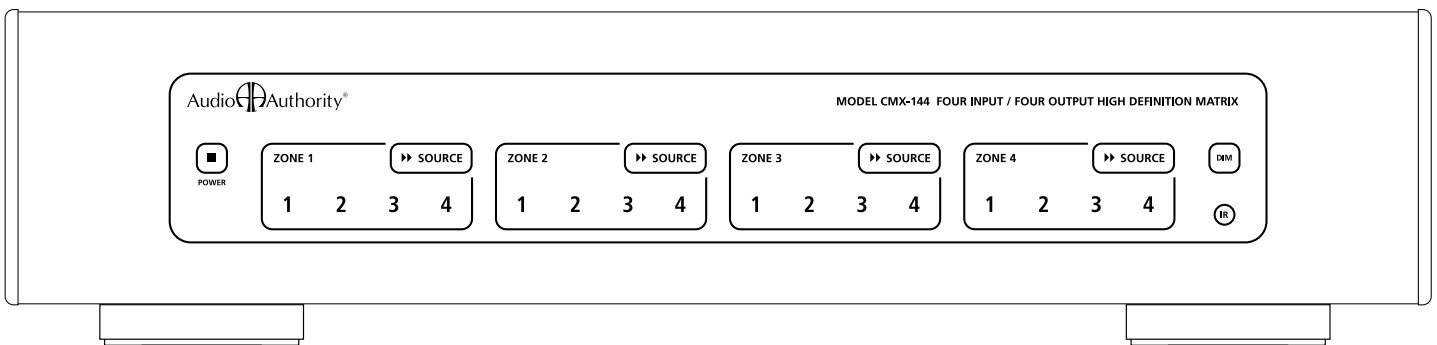 Audio Authority®
MODEL CMX-144 FOUR INPUT / FOUR OUTPUT HIGH DEFINITION MATRIX
POWER
ZONE 1 SOURCE
1 2 3 4
ZONE 2 SOURCE
1 2 3 4
ZONE 3 SOURCE
1 2 3 4
ZONE 4 SOURCE
1 2 3 4
DIM
IR